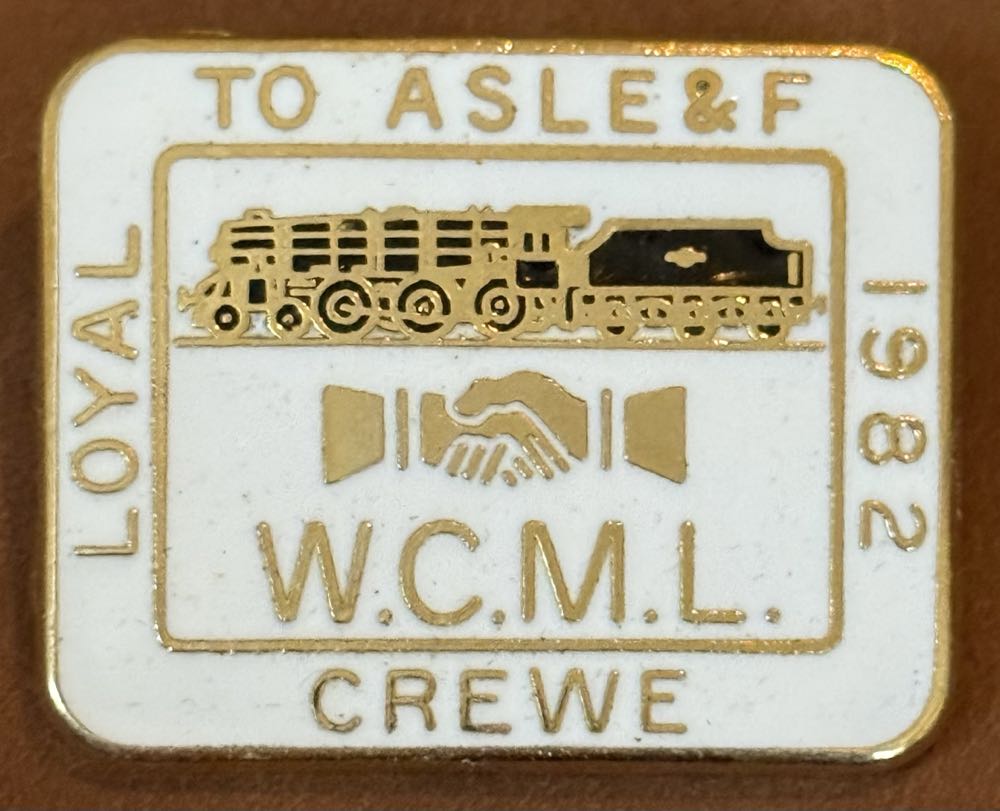 LOYAL
TO ASLE&F
1982
W.C.M.L.
CREWE